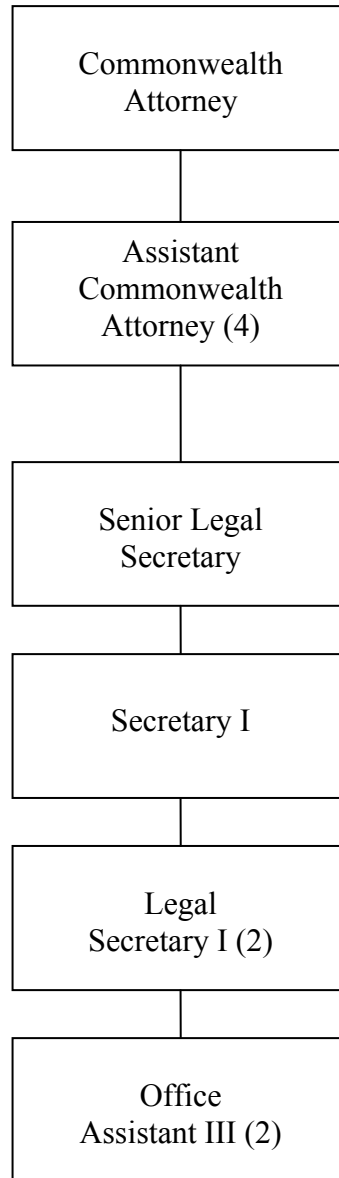 Commonwealth
Attorney
Assistant
Commonwealth
Attorney (4)
Senior Legal
Secretary
Secretary I
Legal
Secretary I (2)
Office
Assistant III (2)